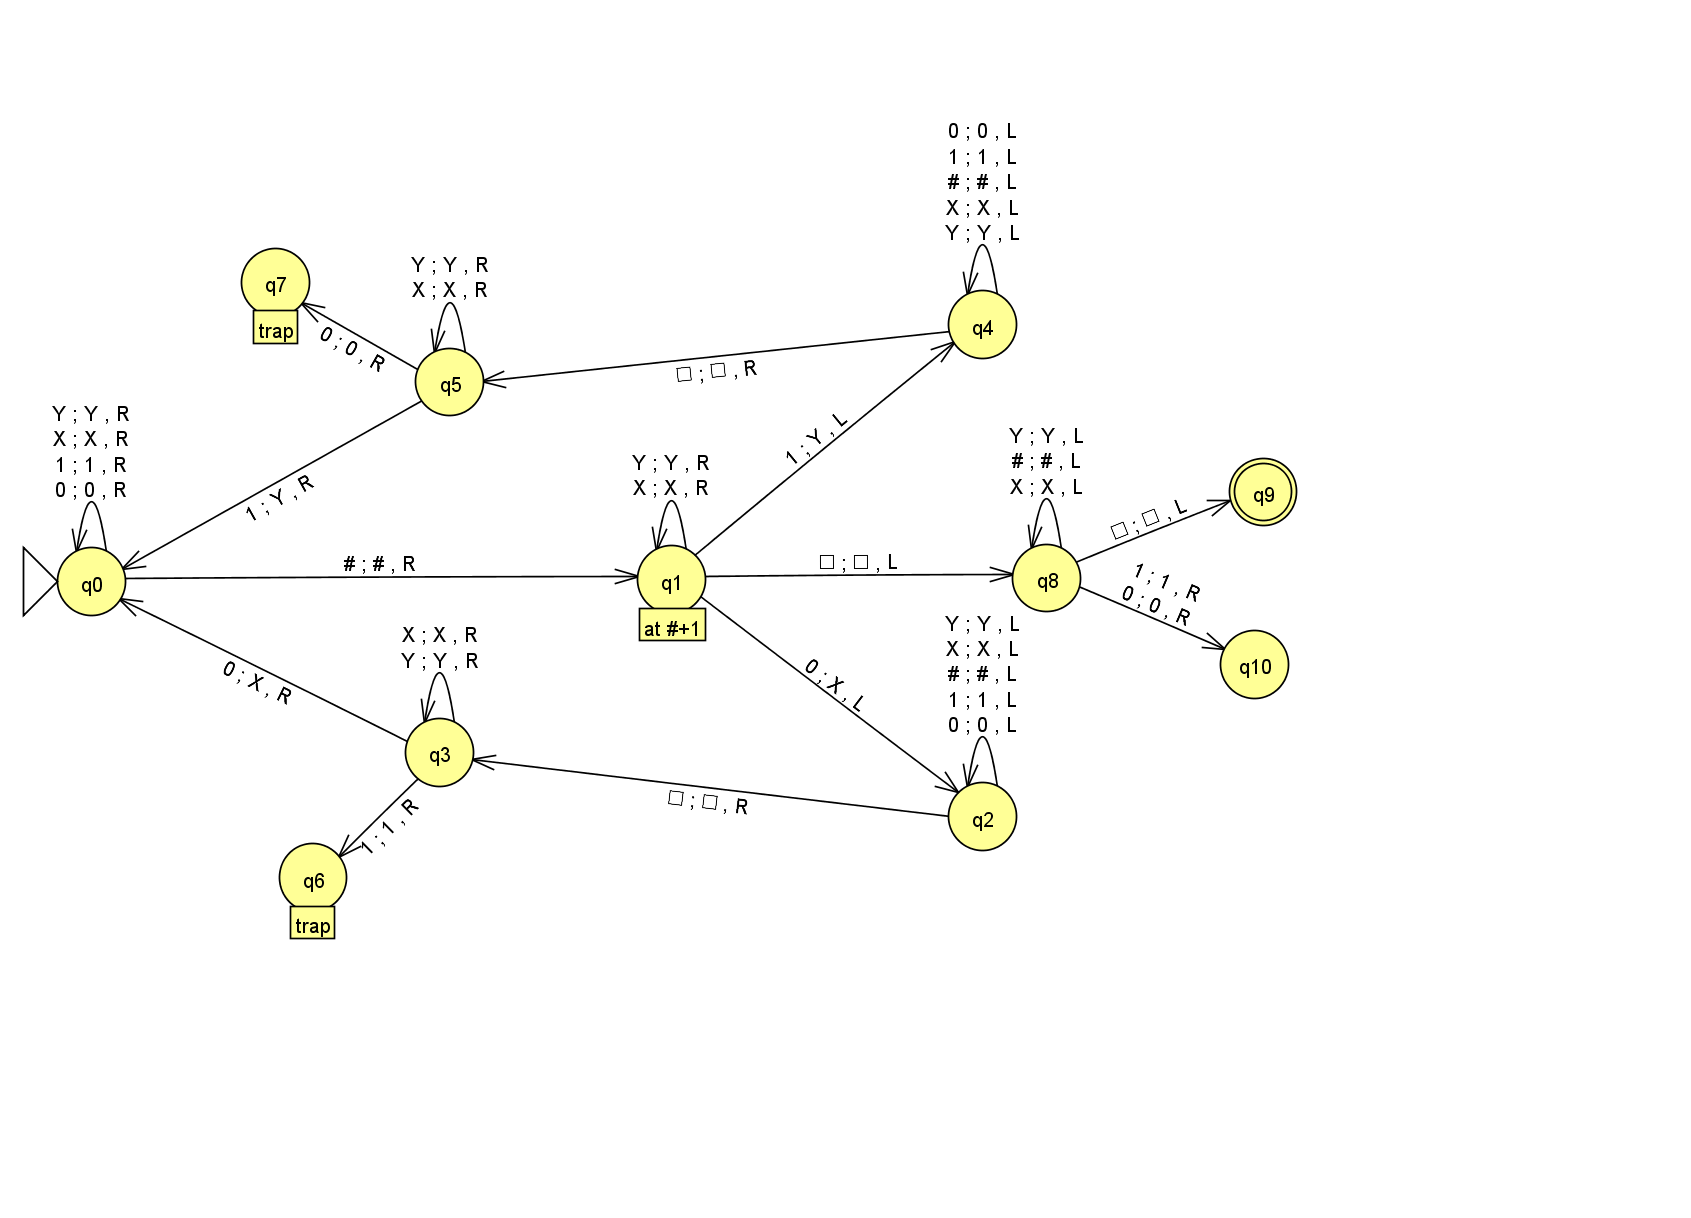 0 ; 0 , L
1 ; 1 , L
# ; # , L
X ; X , L
Y ; Y , L
q4
q7
trap
Y ; Y , R
X ; X , R
q5
0 ; 0 , R
□ ; □ , R
Y ; Y , R
X ; X , R
1 ; 1 , R
0 ; 0 , R
q0
1 ; Y , R
# ; # , R
Y ; Y , R
X ; X , R
q1
at #+1
1 ; Y , L
□ ; □ , L
Y ; Y , L
# ; # , L
X ; X , L
q8
□ ; □ , L
q9
1 ; 1 , R
0 ; 0 , R
q10
0 ; X , R
X ; X , R
Y ; Y , R
q3
0 ; X , L
Y ; Y , L
X ; X , L
# ; # , L
1 ; 1 , L
0 ; 0 , L
q2
□ ; □ , R
1 ; 1 , R
q6
trap